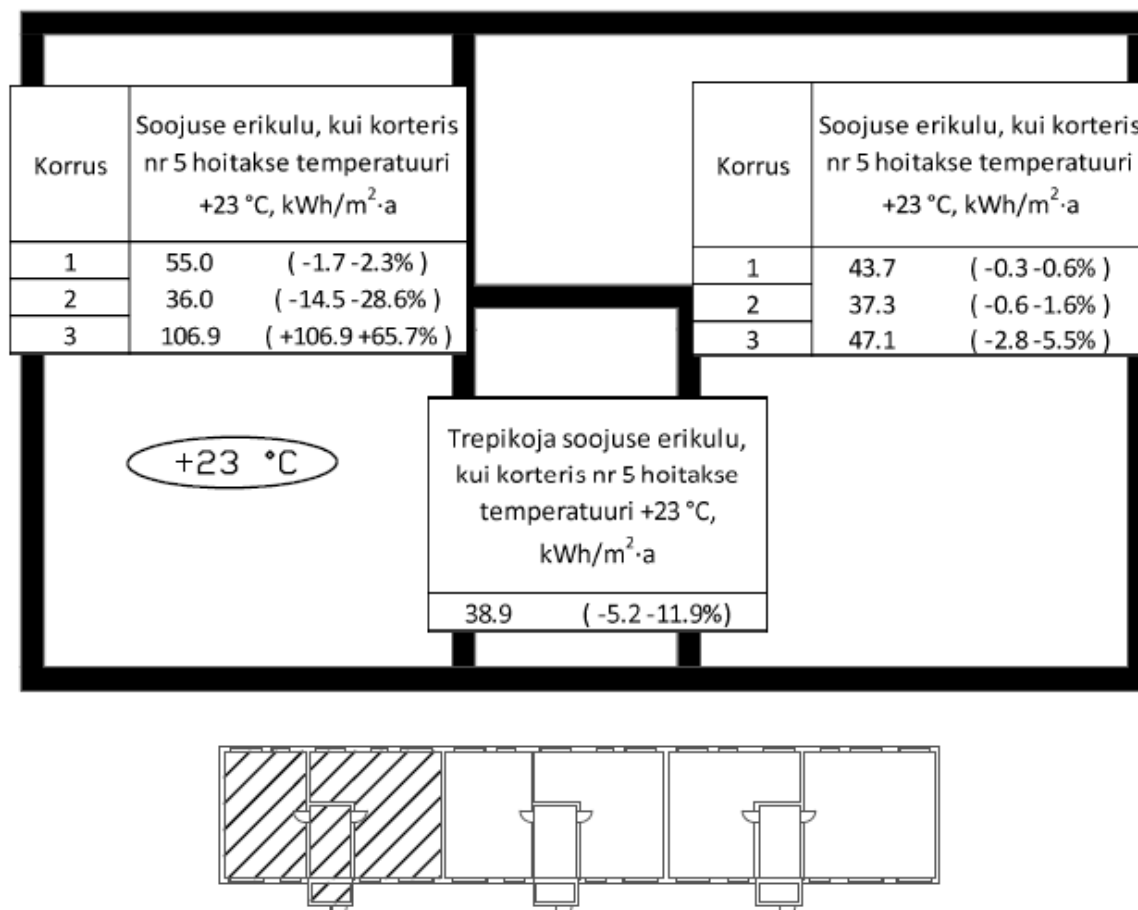 Korrus
Soojuse erikulu, kui korteris
nr 5 hoitakse temperatuuri
+23 °C, kWh/m²·a
1 55.0 ( -1.7 -2.3% )
2 36.0 (-14.5 -28.6% )
3 106.9 ( +106.9 +65.7% )
Korrus
Soojuse erikulu, kui korteris
nr 5 hoitakse temperatuuri
+23 °C, kWh/m²·a
1 43.7 ( -0.3 -0.6% )
2 37.3 ( -0.6 -1.6% )
3 47.1 ( -2.8 -5.5% )
+23 °C
Trepikoja soojuse erikulu,
kui korteris nr 5 hoitakse
temperatuuri +23 °C,
kWh/m²·a
38.9 ( -5.2 -11.9%)